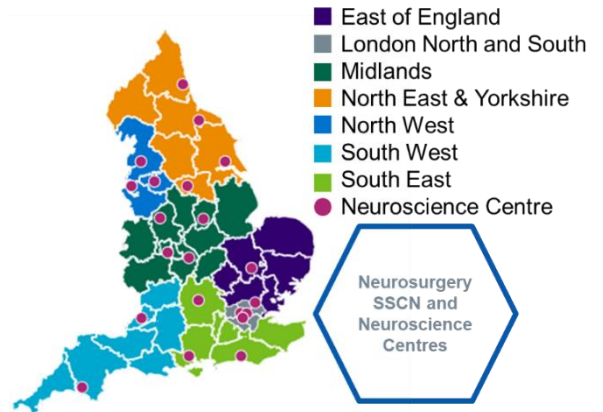 East of England
London North and South
Midlands
North East & Yorkshire
North West
South West
South East
Neuroscience Centre
Neurosurgery
SSCN and
Neuroscience
Centres